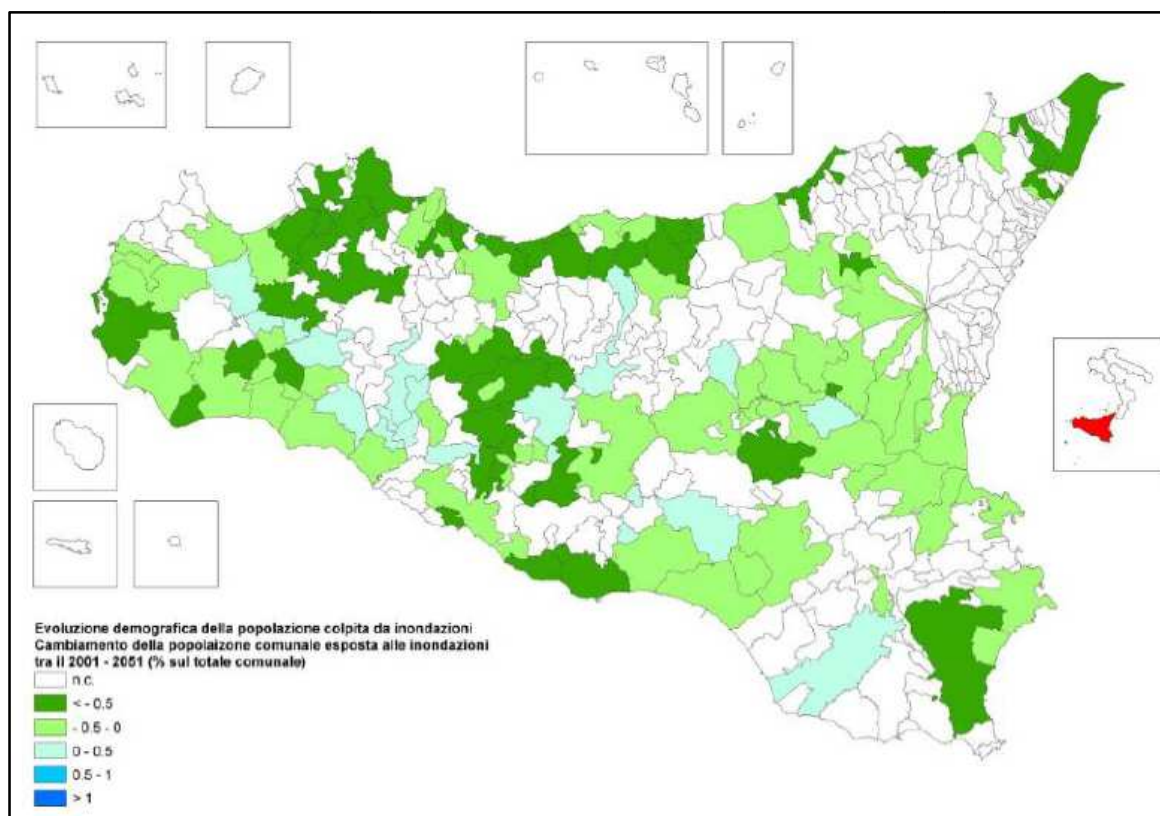 Evoluzione demografica della popolazione colpita da inondazioni
Cambiamento della popolaizone comunale esposta alle inondazioni
tra il 2001 - 2051 (% sul totale comunale)
n.c.
< - 0.5
- 0.5 - 0
0 - 0.5
0.5 - 1
> 1